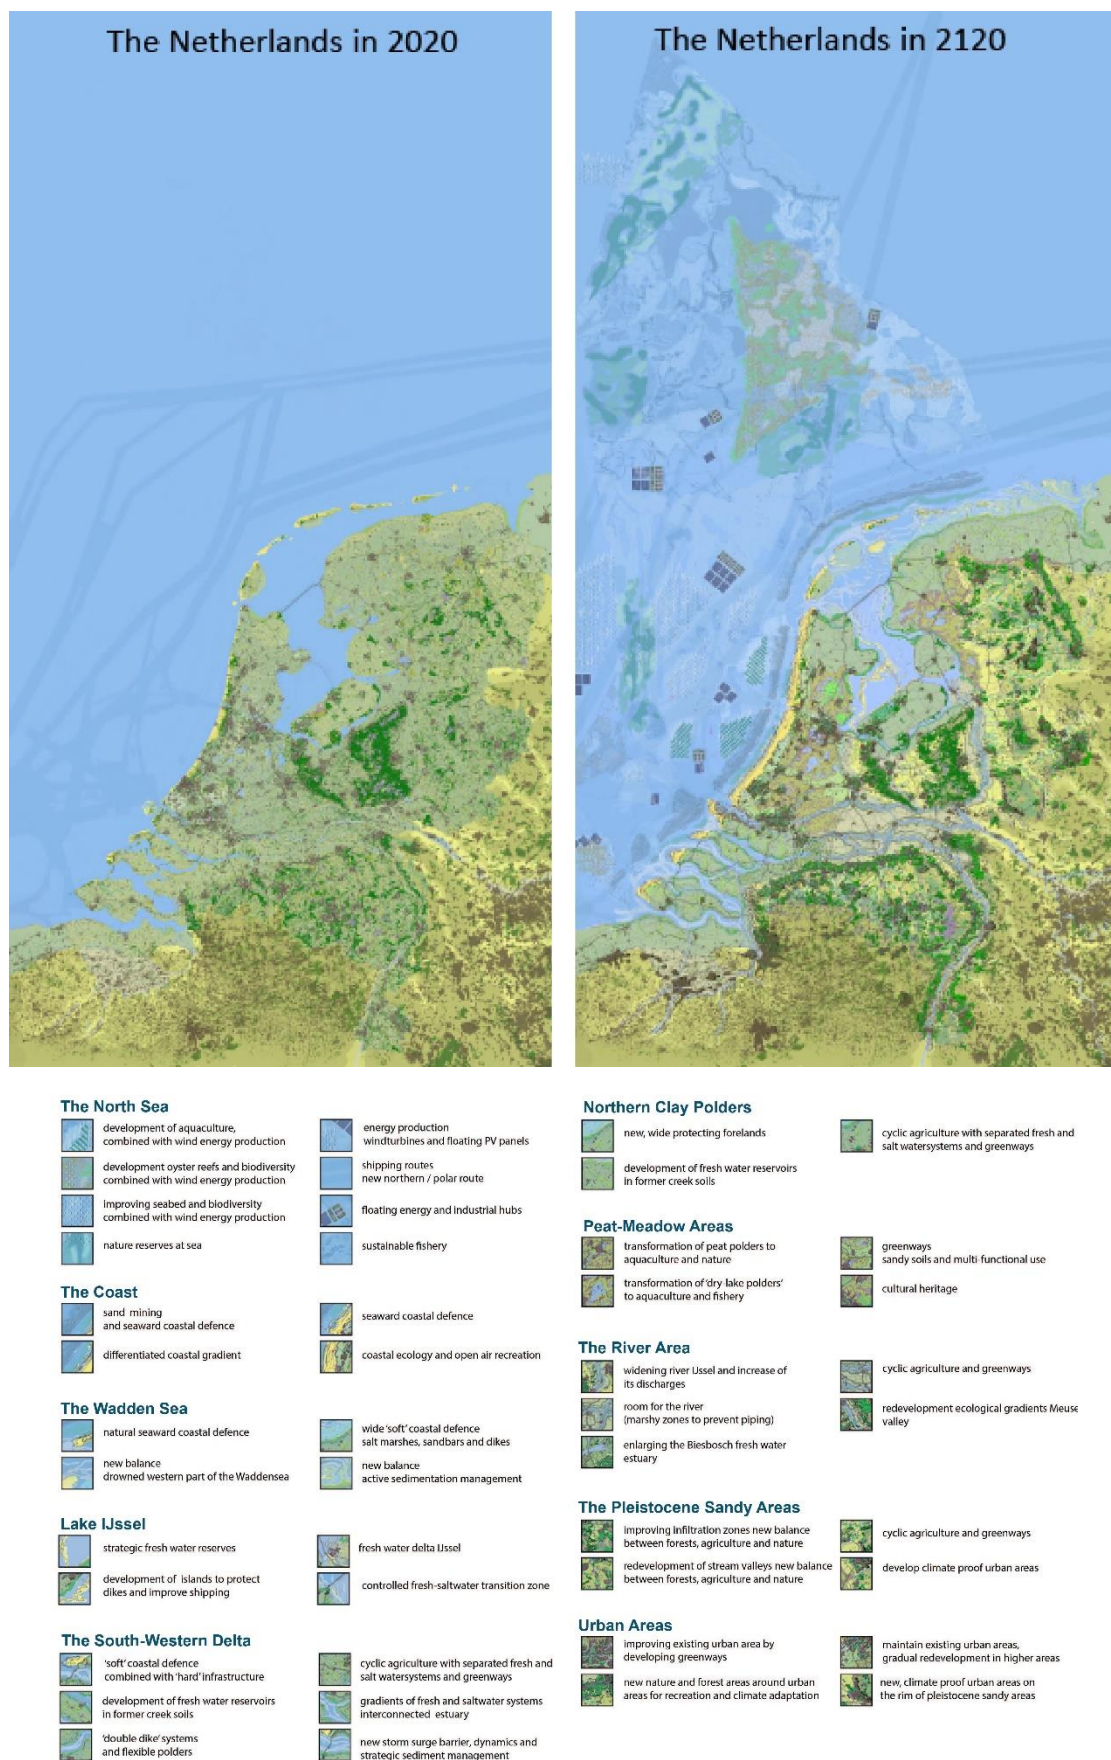 The Netherlands in 2020
The Netherlands in 2120
The North Sea
development of aquaculture,
combined with wind energy production
development oyster reefs and biodiversity
combined with wind energy production
improving seabed and biodiversity
combined with wind energy production
nature reserves at sea
energy production
windturbines and floating PV panels
shipping routes
new northern / polar route
floating energy and industrial hubs
sustainable fishery
The Coast
sand mining
and seaward coastal defence
differentiated coastal gradient
seaward coastal defence
coastal ecology and open air recreation
The Wadden Sea
natural seaward coastal defence
new balance
drowned western part of the Waddensea
wide 'soft' coastal defence
salt marshes, sandbars and dikes
new balance
active sedimentation management
Lake IJssel
strategic fresh water reserves
development of islands to protect
dikes and improve shipping
fresh water delta IJssel
controlled fresh-saltwater transition zone
The South-Western Delta
'soft' coastal defence
combined with 'hard' infrastructure
development of fresh water reservoirs
in former creek soils
'double dike' systems
and flexible polders
cyclic agriculture with separated fresh and
salt watersystems and greenways
gradients of fresh and saltwater systems
interconnected estuary
new storm surge barrier, dynamics and
strategic sediment management
Northern Clay Polders
new, wide protecting forelands
development of fresh water reservoirs
in former creek soils
cyclic agriculture with separated fresh and
salt watersystems and greenways
Peat-Meadow Areas
transformation of peat polders to
aquaculture and nature
transformation of 'dry-lake polders'
to aquaculture and fishery
greenways
sandy soils and multi-functional use
cultural heritage
The River Area
widening river IJssel and increase of
its discharges
room for the river
(marshy zones to prevent piping)
enlarging the Biesbosch fresh water
estuary
cyclic agriculture and greenways
redevelopment ecological gradients Meuse
valley
The Pleistocene Sandy Areas
improving infiltration zones new balance
between forests, agriculture and nature
redevelopment of stream valleys new balance
between forests, agriculture and nature
cyclic agriculture and greenways
develop climate proof urban areas
Urban Areas
improving existing urban area by
developing greenways
new nature and forest areas around urban
areas for recreation and climate adaptation
maintain existing urban areas,
gradual redevelopment in higher areas
new, climate proof urban areas on
the rim of pleistocene sandy areas